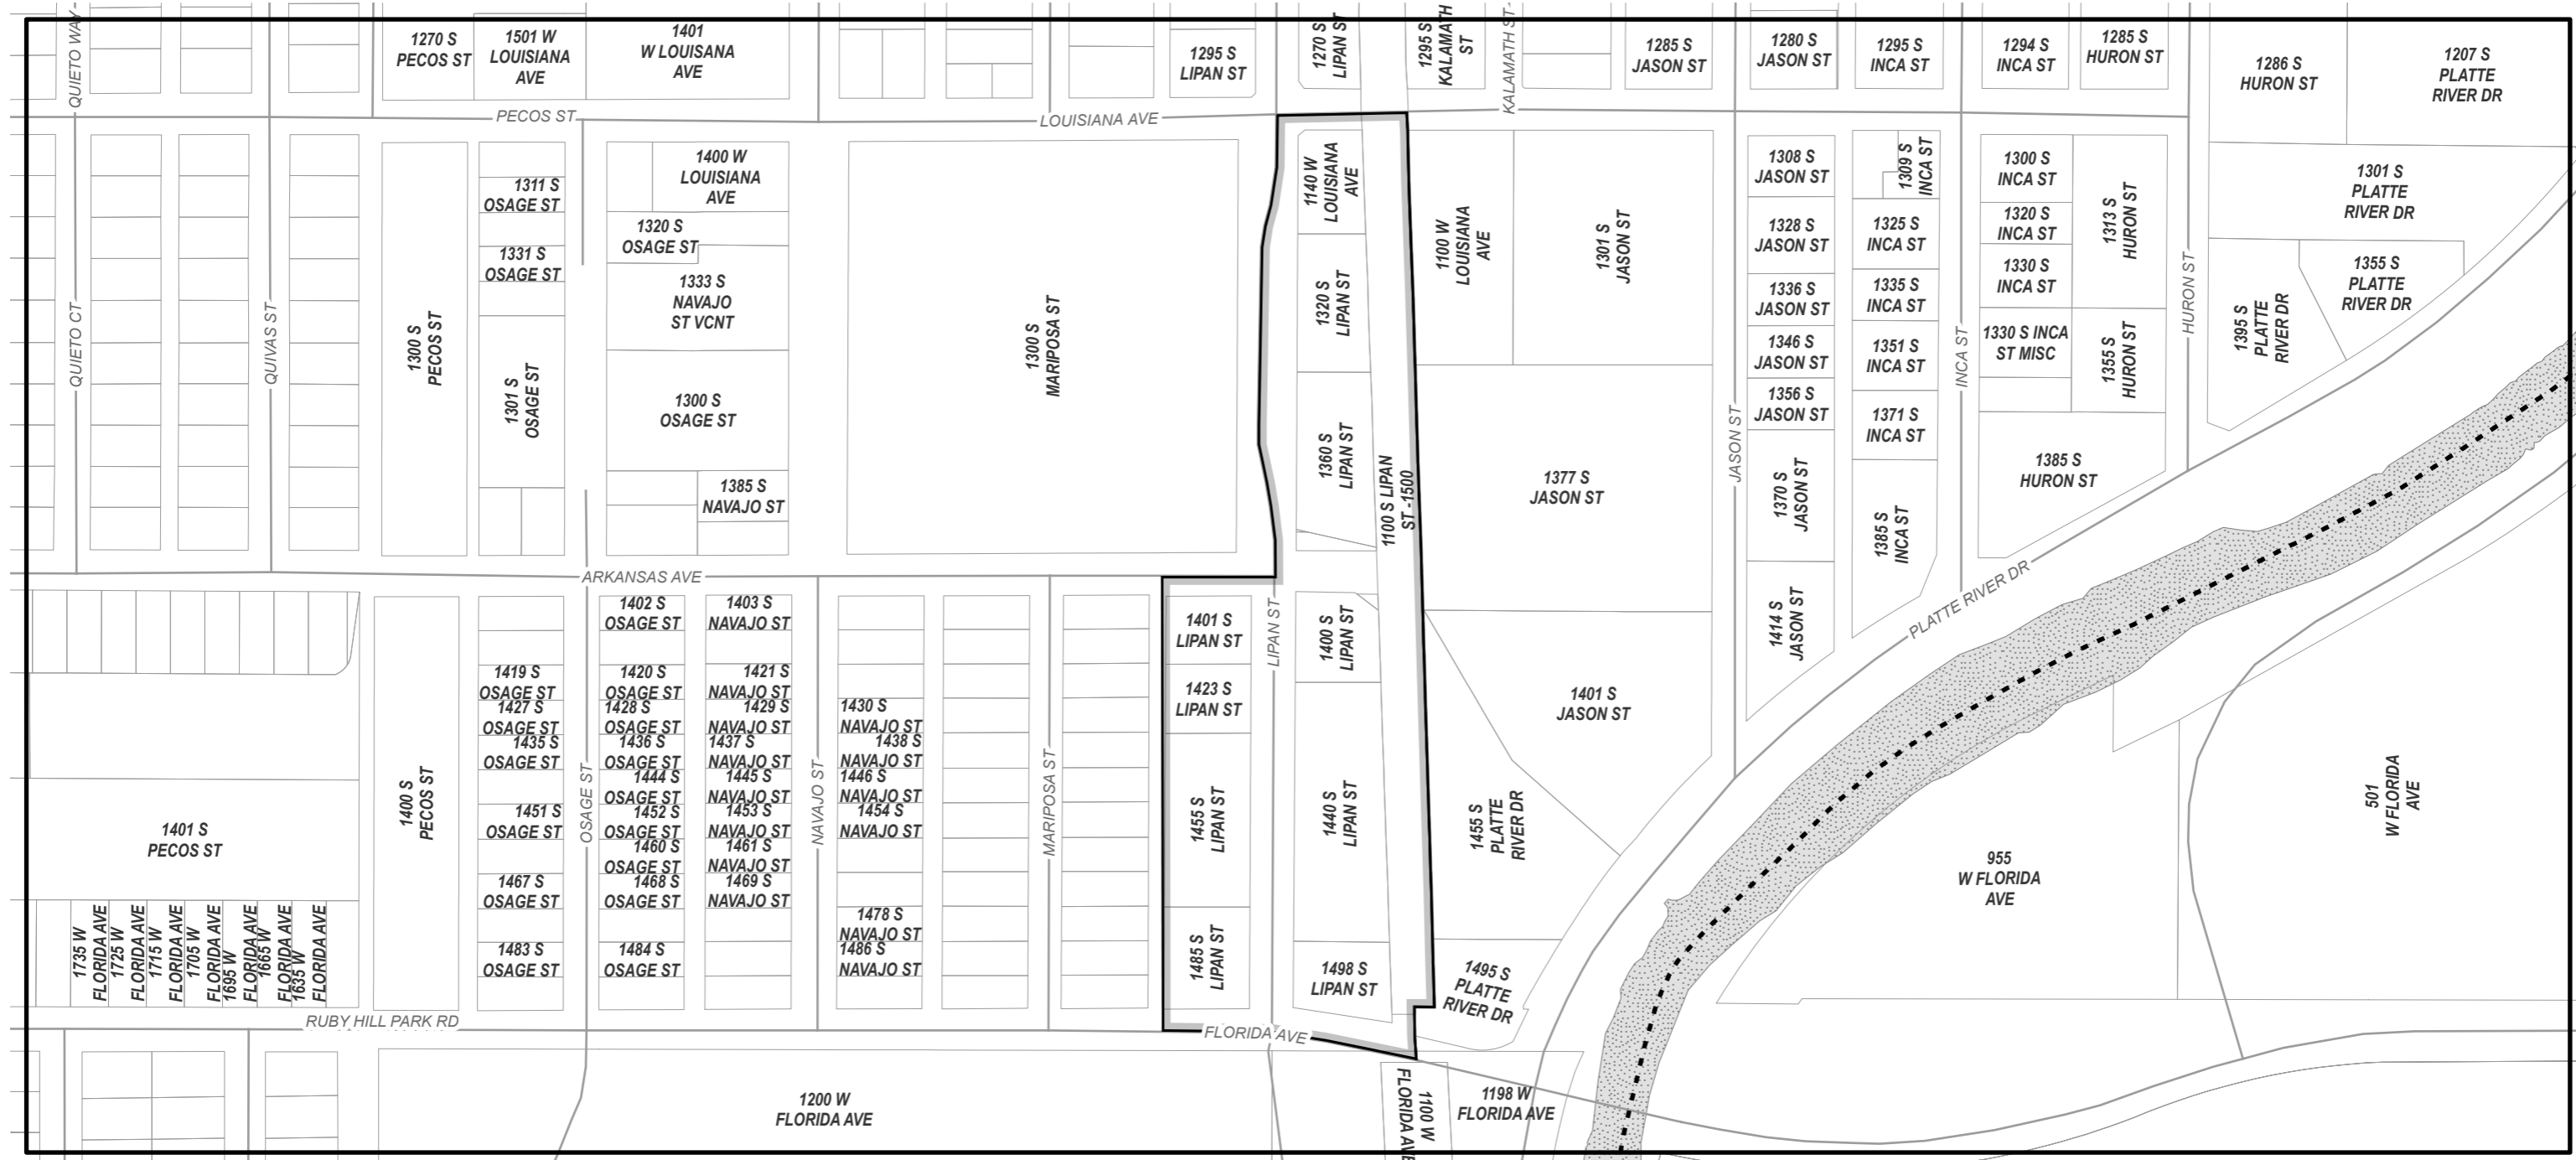 QUIETO WAY
1270 S
PECOS ST
1501 W
LOUISIANA
AVE
1401
W LOUISANA
AVE
1295 S
LIPAN ST
1270 S
LIPAN ST
1295 S
KALAMATH
ST
KALAMATH ST
1285 S
JASON ST
1280 S
JASON ST
1295 S
INCA ST
1294 S
INCA ST
1285 S
HURON ST
1286 S
HURON ST
1207 S
PLATTE
RIVER DR
PECOS ST
LOUISIANA AVE
QUIETO CT
QUIVAS ST
1300 S
PECOS ST
1311 S
OSAGE ST
1331 S
OSAGE ST
1301 S
OSAGE ST
1400 W
LOUISIANA
AVE
1320 S
OSAGE ST
1333 S
NAVAJO
ST VCNT
1300 S
OSAGE ST
1385 S
NAVAJO ST
1300 S
MARIPOSA ST
1140 W
LOUISIANA
AVE
1320 S
LIPAN ST
1360 S
LIPAN ST
1100 S LIPAN
ST -1500
1100 W
LOUISIANA
AVE
1301 S
JASON ST
1377 S
JASON ST
JASON ST
1308 S
JASON ST
1328 S
JASON ST
1336 S
JASON ST
1346 S
JASON ST
1356 S
JASON ST
1370 S
JASON ST
1414 S
JASON ST
1309 S
INCA ST
1325 S
INCA ST
1335 S
INCA ST
1351 S
INCA ST
1371 S
INCA ST
1385 S
INCA ST
INCA ST
1300 S
INCA ST
1320 S
INCA ST
1330 S
INCA ST
1330 S INCA
ST MISC
1313 S
HURON ST
1355 S
HURON ST
1385 S
HURON ST
HURON ST
1301 S
PLATTE
RIVER DR
1355 S
PLATTE
RIVER DR
1395 S
PLATTE
RIVER DR
PLATTE RIVER DR
ARKANSAS AVE
1401 S
PECOS ST
1400 S
PECOS ST
1419 S
OSAGE ST
1427 S
OSAGE ST
1435 S
OSAGE ST
1451 S
OSAGE ST
1467 S
OSAGE ST
1483 S
OSAGE ST
OSAGE ST
1402 S
OSAGE ST
1420 S
OSAGE ST
1428 S
OSAGE ST
1436 S
OSAGE ST
1444 S
OSAGE ST
1452 S
OSAGE ST
1460 S
OSAGE ST
1468 S
OSAGE ST
1484 S
OSAGE ST
1403 S
NAVAJO ST
1421 S
NAVAJO ST
1429 S
NAVAJO ST
1437 S
NAVAJO ST
1445 S
NAVAJO ST
1453 S
NAVAJO ST
1461 S
NAVAJO ST
1469 S
NAVAJO ST
NAVAJO ST
1430 S
NAVAJO ST
1438 S
NAVAJO ST
1446 S
NAVAJO ST
1454 S
NAVAJO ST
1478 S
NAVAJO ST
1486 S
NAVAJO ST
MARIPOSA ST
1401 S
LIPAN ST
1423 S
LIPAN ST
1455 S
LIPAN ST
1485 S
LIPAN ST
LIPAN ST
1400 S
LIPAN ST
1440 S
LIPAN ST
1498 S
LIPAN ST
1401 S
JASON ST
1455 S
PLATTE
RIVER DR
1495 S
PLATTE
RIVER DR
955
W FLORIDA
AVE
501
W FLORIDA
AVE
1735 W
FLORIDA AVE
1725 W
FLORIDA AVE
1715 W
FLORIDA AVE
1705 W
FLORIDA AVE
1695 W
FLORIDA AVE
1665 W
FLORIDA AVE
1635 W
FLORIDA AVE
RUBY HILL PARK RD
FLORIDA AVE
1200 W
FLORIDA AVE
1100 W
FLORIDA AVE
1198 W
FLORIDA AVE